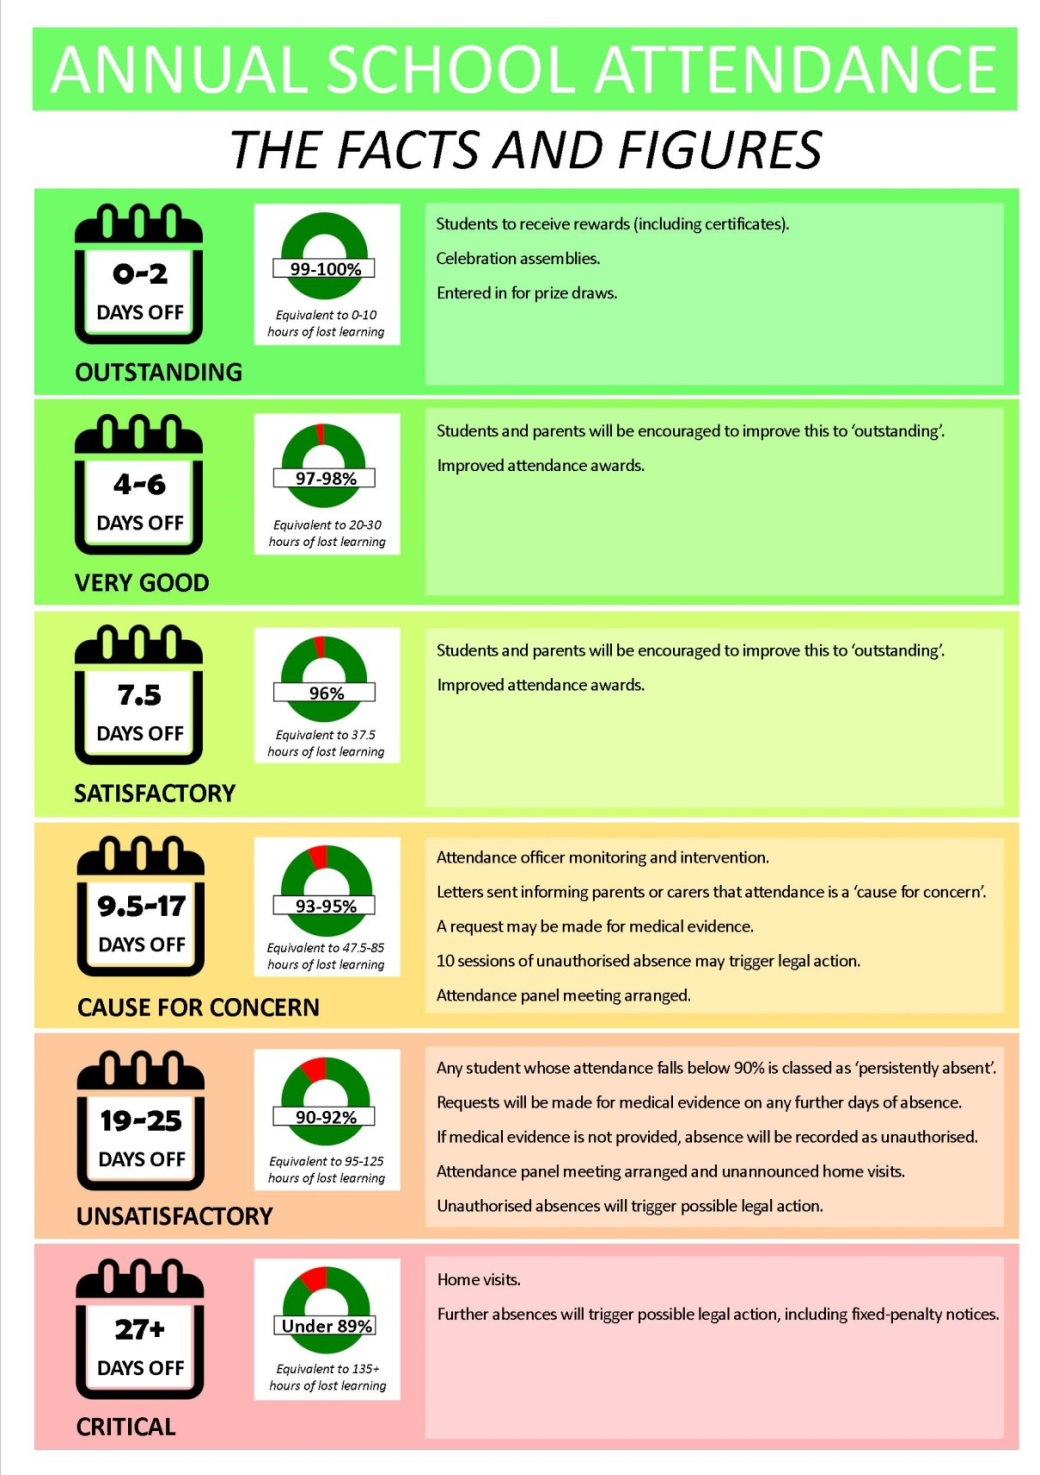 ANNUAL SCHOOL ATTENDANCE
THE FACTS AND FIGURES
0-2
DAYS OFF
OUTSTANDING
99-100%
Equivalent to 0-10
hours of lost learning
Students to receive rewards (including certificates).
Celebration assemblies.
Entered in for prize draws.
4-6
DAYS OFF
VERY GOOD
97-98%
Equivalent to 20-30
hours of lost learning
Students and parents will be encouraged to improve this to ‘outstanding’.
Improved attendance awards.
7.5
DAYS OFF
SATISFACTORY
96%
Equivalent to 37.5
hours of lost learning
Students and parents will be encouraged to improve this to ‘outstanding’.
Improved attendance awards.
9.5-17
DAYS OFF
CAUSE FOR CONCERN
93-95%
Equivalent to 47.5-85
hours of lost learning
Attendance officer monitoring and intervention.
Letters sent informing parents or carers that attendance is a ‘cause for concern’.
A request may be made for medical evidence.
10 sessions of unauthorised absence may trigger legal action.
Attendance panel meeting arranged.
19-25
DAYS OFF
UNSATISFACTORY
90-92%
Equivalent to 95-125
hours of lost learning
Any student whose attendance falls below 90% is classed as ‘persistently absent’.
Requests will be made for medical evidence on any further days of absence.
If medical evidence is not provided, absence will be recorded as unauthorised.
Attendance panel meeting arranged and unannounced home visits.
Unauthorised absences will trigger possible legal action.
27+
DAYS OFF
CRITICAL
Under 89%
Equivalent to 135+
hours of lost learning
Home visits.
Further absences will trigger possible legal action, including fixed-penalty notices.